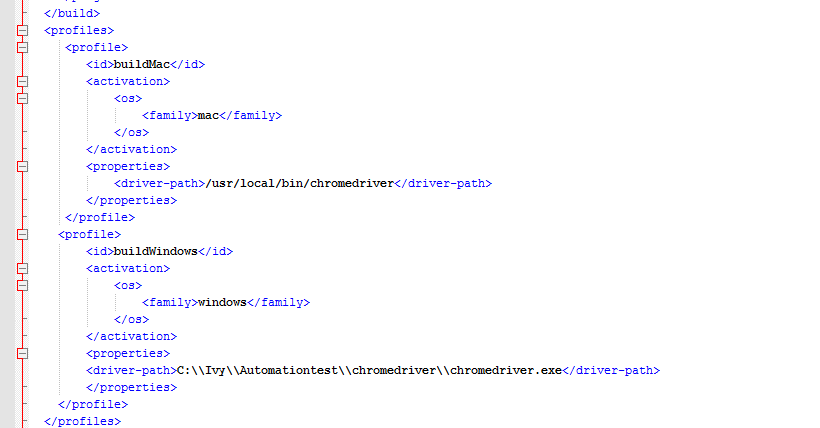 </build>
<profiles>
<profile>
<id>buildMac</id>
<activation>
<os>
<family>mac</family>
</os>
</activation>
<properties>
<driver-path>/usr/local/bin/chromedriver</driver-path>
</properties>
</profile>
<profile>
<id>buildWindows</id>
<activation>
<os>
<family>windows</family>
</os>
</activation>
<properties>
<driver-path>C:\\Ivy\\Automationtest\\chromedriver\\chromedriver.exe</driver-path>
</properties>
</profile>
</profiles>